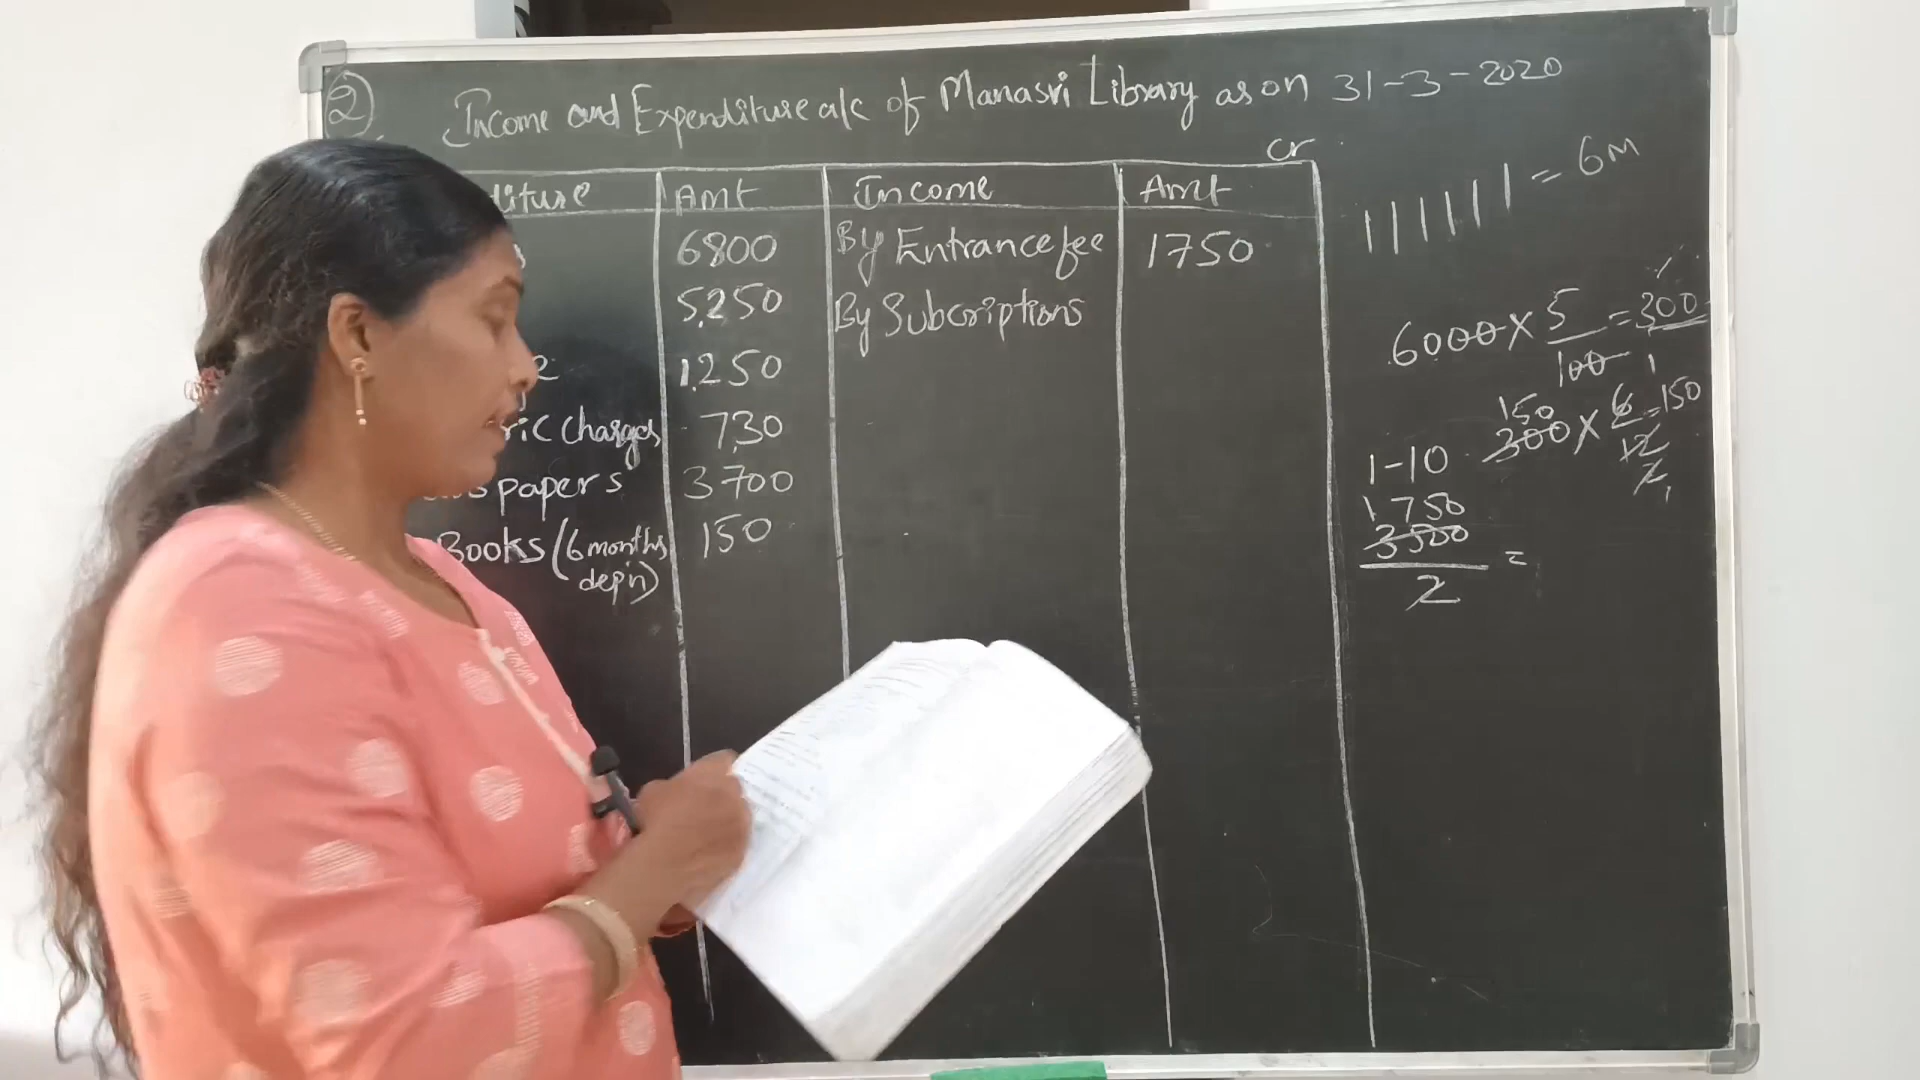 2)
Income and Expenditure a/c of Manasri Library as on 31-3-2020
cr
diture Amt Income Amt
6800 By Entrance fee 1750
5250 By Subcriptions
1250
ric charges 730
papers 3700
Books (6 months 150
depn)
| | | | | | = 6M
6000 x 5 = 300
100 1
150
300 x 6 = 150
12
2
1
1-10
1750
3500 =
2